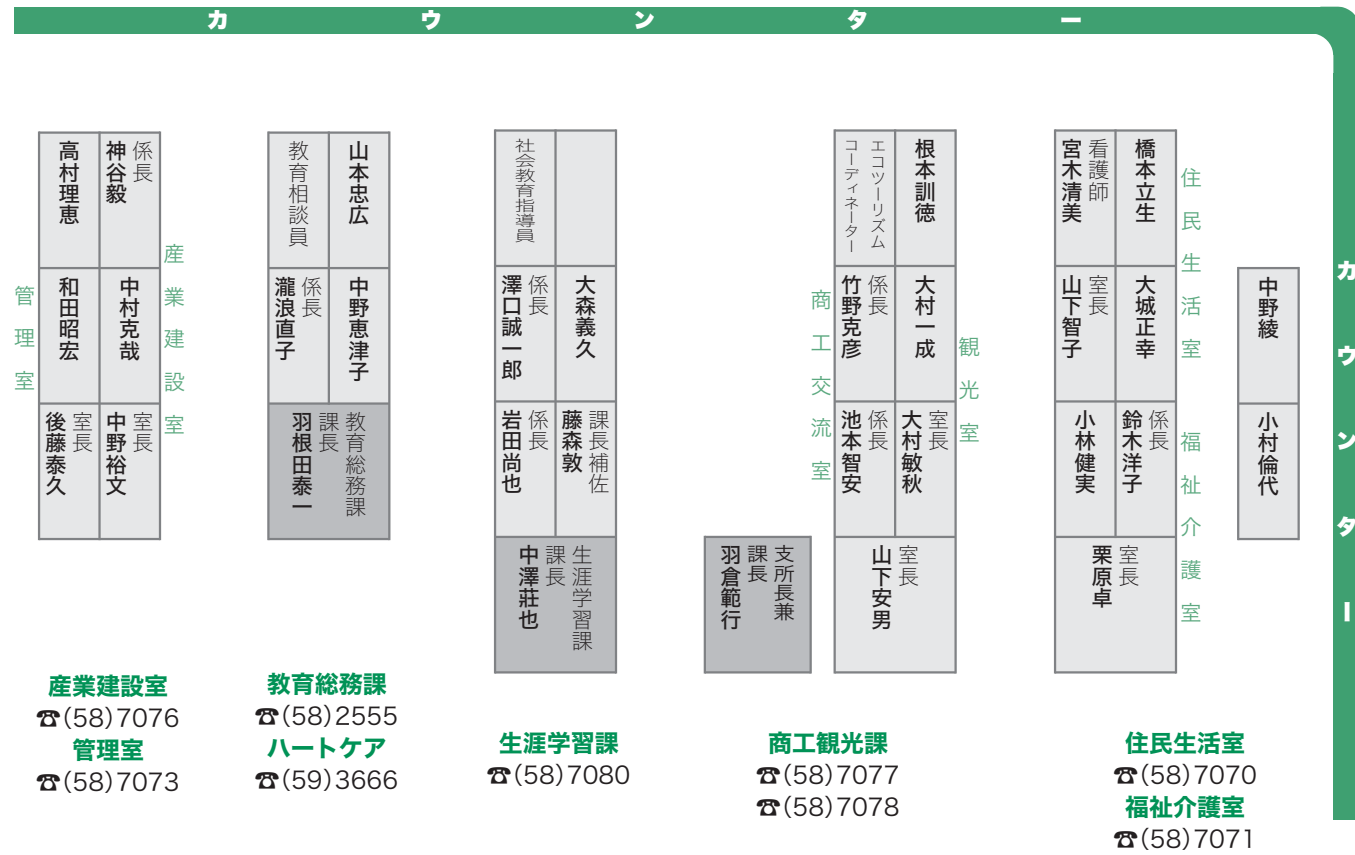 カウンター
カウンター
高村理恵
係長
神谷毅
和田昭宏
中村克哉
室長
後藤泰久
室長
中野裕文
管理室
産業建設室
教育相談員
山本忠広
係長
瀧浪直子
中野恵津子
教育総務課
課長
羽根田泰一
社会教育指導員
係長
澤口誠一郎
大森義久
係長
岩田尚也
課長補佐
藤森敦
生涯学習課
課長
中澤莊也
支所長兼
課長
羽倉範行
エコツーリズム
コーディネーター
根本訓徳
係長
竹野克彦
大村一成
係長
池本智安
室長
大村敏秋
室長
山下安男
商工交流室
観光室
看護師
宮木清美
橋本立生
室長
山下智子
大城正幸
小林健実
係長
鈴木洋子
室長
栗原卓
住民生活室
福祉介護室
中野綾
小村倫代
産業建設室
☎(58)7076
管理室
☎(58)7073
教育総務課
☎(58)2555
ハートケア
☎(59)3666
生涯学習課
☎(58)7080
商工観光課
☎(58)7077
☎(58)7078
住民生活室
☎(58)7070
福祉介護室
☎(58)7071